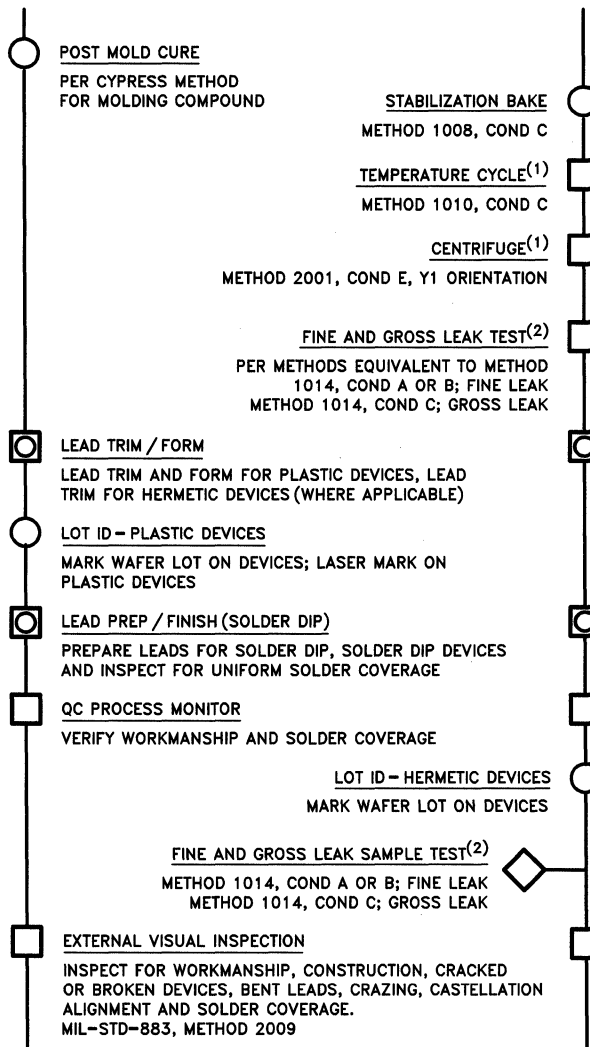 POST MOLD CURE
PER CYPRESS METHOD
FOR MOLDING COMPOUND
STABILIZATION BAKE
METHOD 1008, COND C
TEMPERATURE CYCLE(1)
METHOD 1010, COND C
CENTRIFUGE(1)
METHOD 2001, COND E, Y1 ORIENTATION
FINE AND GROSS LEAK TEST(2)
PER METHODS EQUIVALENT TO METHOD
1014, COND A OR B; FINE LEAK
METHOD 1014, COND C; GROSS LEAK
LEAD TRIM / FORM
LEAD TRIM AND FORM FOR PLASTIC DEVICES, LEAD
TRIM FOR HERMETIC DEVICES (WHERE APPLICABLE)
LOT ID – PLASTIC DEVICES
MARK WAFER LOT ON DEVICES; LASER MARK ON
PLASTIC DEVICES
LEAD PREP / FINISH (SOLDER DIP)
PREPARE LEADS FOR SOLDER DIP, SOLDER DIP DEVICES
AND INSPECT FOR UNIFORM SOLDER COVERAGE
QC PROCESS MONITOR
VERIFY WORKMANSHIP AND SOLDER COVERAGE
LOT ID – HERMETIC DEVICES
MARK WAFER LOT ON DEVICES
FINE AND GROSS LEAK SAMPLE TEST(2)
METHOD 1014, COND A OR B; FINE LEAK
METHOD 1014, COND C; GROSS LEAK
EXTERNAL VISUAL INSPECTION
INSPECT FOR WORKMANSHIP, CONSTRUCTION, CRACKED
OR BROKEN DEVICES, BENT LEADS, CRAZING, CASTELLATION
ALIGNMENT AND SOLDER COVERAGE.
MIL–STD–883, METHOD 2009